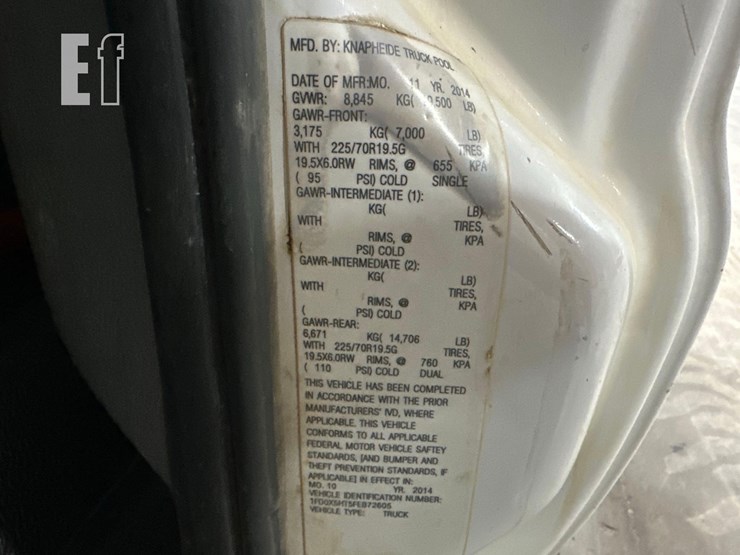 Ef
MFD. BY: KNAPHEIDE TRUCK POOL
DATE OF MFR:MO. 11 YR. 2014
GVWR: 8,845 KG( 9,500 LB)
GAWR-FRONT:
3,175 KG( 7,000 LB)
WITH 225/70R19.5G TIRES,
19.5X6.0RW RIMS, @ 655 KPA
( 95 PSI) COLD SINGLE
GAWR-INTERMEDIATE (1):
KG( LB)
WITH TIRES,
RIMS, @ KPA
( PSI) COLD
GAWR-INTERMEDIATE (2):
KG( LB)
WITH TIRES,
RIMS, @ KPA
( PSI) COLD
GAWR-REAR:
6,671 KG( 14,706 LB)
WITH 225/70R19.5G TIRES,
19.5X6.0RW RIMS, @ 760 KPA
( 110 PSI) COLD DUAL
THIS VEHICLE HAS BEEN COMPLETED
IN ACCORDANCE WITH THE PRIOR
MANUFACTURERS' IVD, WHERE
APPLICABLE. THIS VEHICLE
CONFORMS TO ALL APPLICABLE
FEDERAL MOTOR VEHICLE SAFTEY
STANDARDS, [AND BUMPER AND
THEFT PREVENTION STANDARDS, IF
APPLICABLE] IN EFFECT IN:
MO. 10 YR. 2014
VEHICLE IDENTIFICATION NUMBER:
VEHICLE TYPE: TRUCK